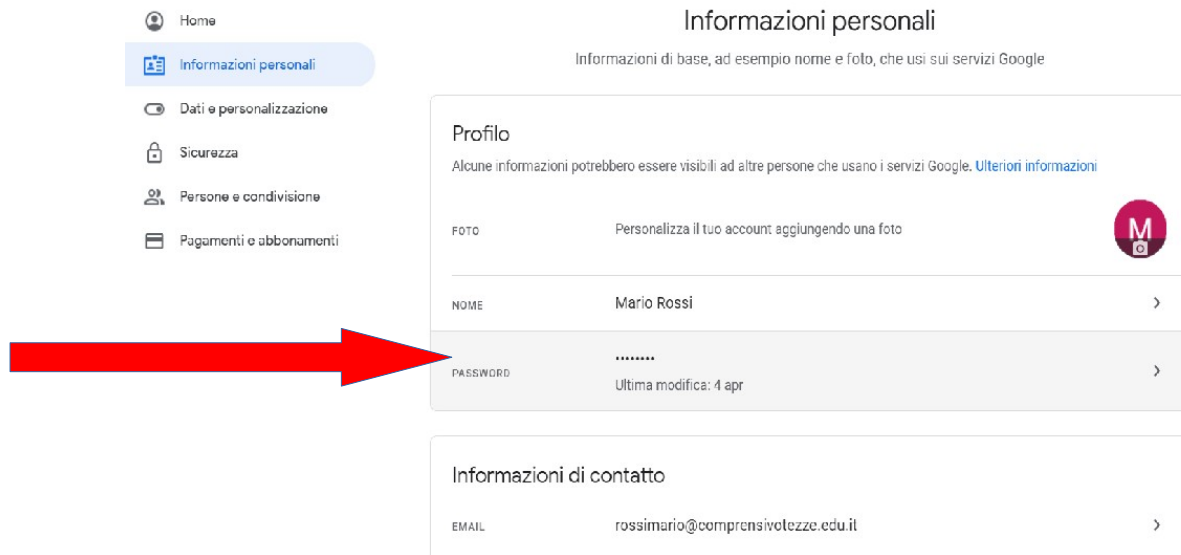 Home
Informazioni personali
Dati e personalizzazione
Sicurezza
Persone e condivisione
Pagamenti e abbonamenti
Informazioni personali
Informazioni di base, ad esempio nome e foto, che usi sui servizi Google
Profilo
Alcune informazioni potrebbero essere visibili ad altre persone che usano i servizi Google. Ulteriori informazioni
FOTO Personalizza il tuo account aggiungendo una foto M
NOME Mario Rossi
PASSWORD ••••••••
Ultima modifica: 4 apr
Informazioni di contatto
EMAIL rossimario@comprensivotezze.edu.it